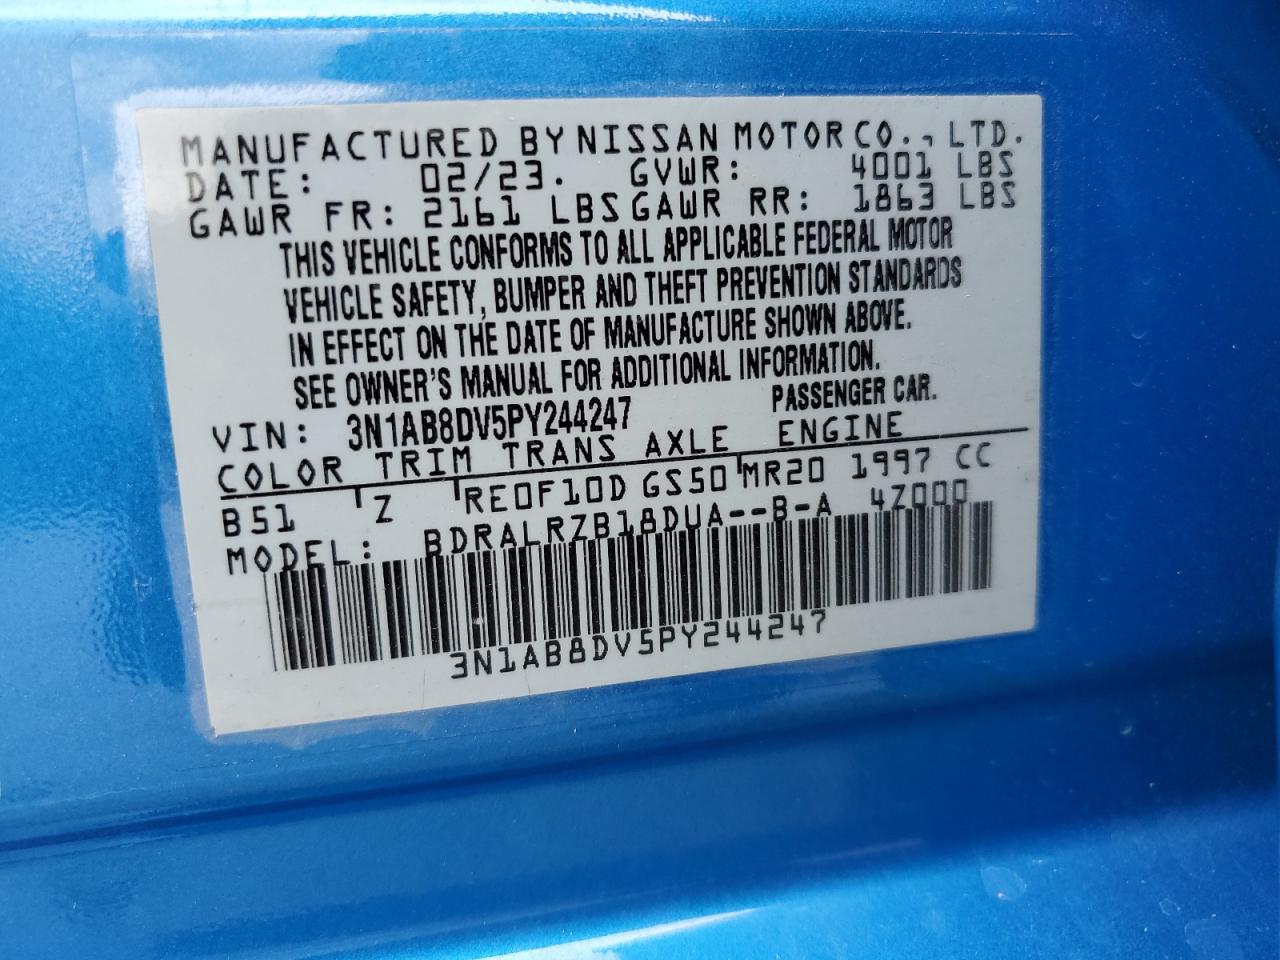 MANUFACTURED BY NISSAN MOTOR CO., LTD.
DATE: 02/23. GVWR: 4001 LBS
GAWR FR: 2161 LBS GAWR RR: 1863 LBS
THIS VEHICLE CONFORMS TO ALL APPLICABLE FEDERAL MOTOR
VEHICLE SAFETY, BUMPER AND THEFT PREVENTION STANDARDS
IN EFFECT ON THE DATE OF MANUFACTURE SHOWN ABOVE.
SEE OWNER'S MANUAL FOR ADDITIONAL INFORMATION.
VIN: 3N1AB8DV5PY244247 PASSENGER CAR.
COLOR TRIM TRANS AXLE ENGINE
B51 Z RE0F10D GS50 MR20 1997 CC
MODEL: BDRALRZB18DUA--B-A 4Z000
3N1AB8DV5PY244247